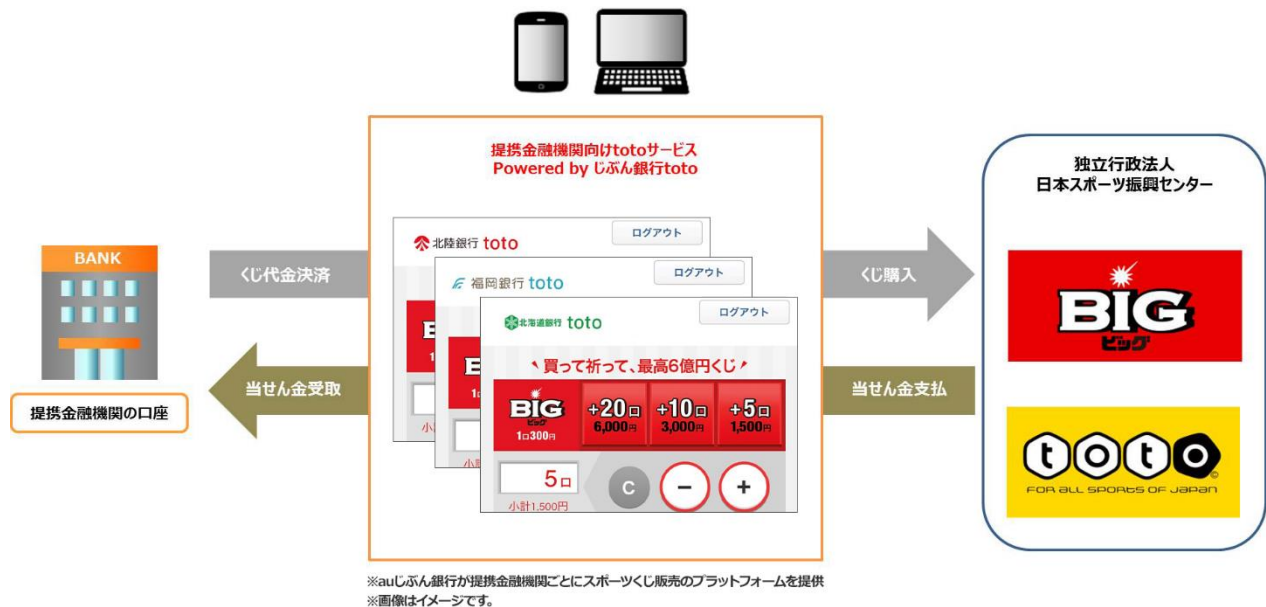 提携金融機関向けtotoサービス
Powered by じぶん銀行toto
独立行政法人
日本スポーツ振興センター
北陸銀行 toto
ログアウト
福岡銀行 toto
ログアウト
北海道銀行 toto
ログアウト
BANK
くじ代金決済
くじ購入
BIG
ビッグ
買って祈って、最高6億円くじ
BIG
ビッグ
1口300円
+20口
6,000円
+10口
3,000円
+5口
1,500円
当せん金受取
当せん金支払
提携金融機関の口座
5口
C
−
+
小計1,500円
toto
©
FOR ALL SPORTS OF JAPAN
※auじぶん銀行が提携金融機関ごとにスポーツくじ販売のプラットフォームを提供
※画像はイメージです。